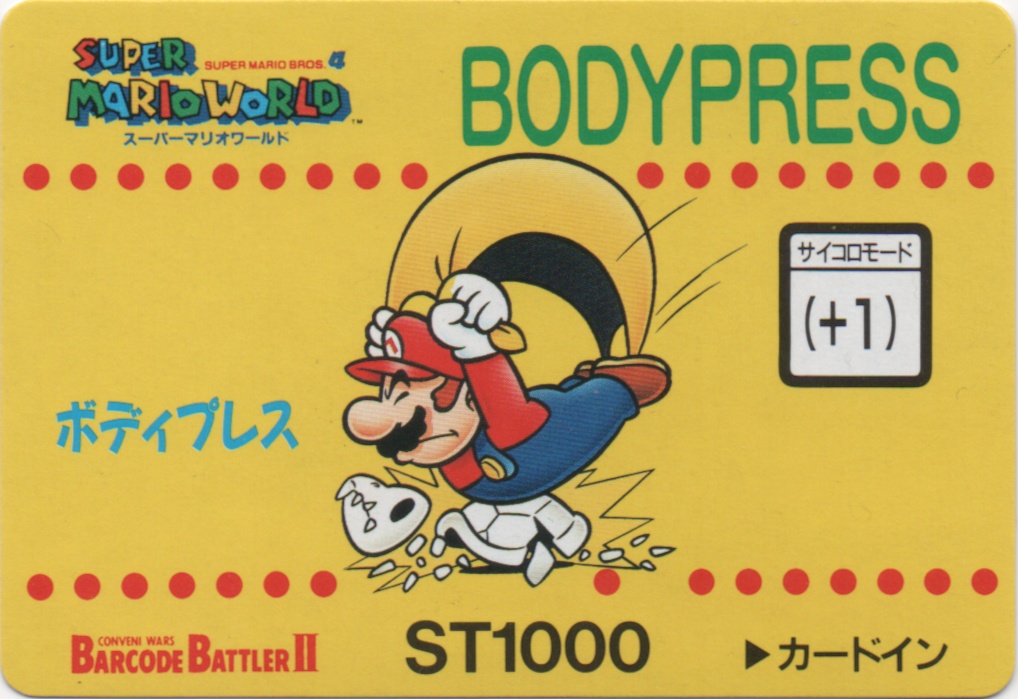 SUPER
SUPER MARIO BROS. 4
MARIO WORLD™
スーパーマリオワールド
BODYPRESS
サイコロモード
(+1)
M
ボディプレス
CONVENI WARS
BARCODE BATTLER II
ST1000
▶カードイン